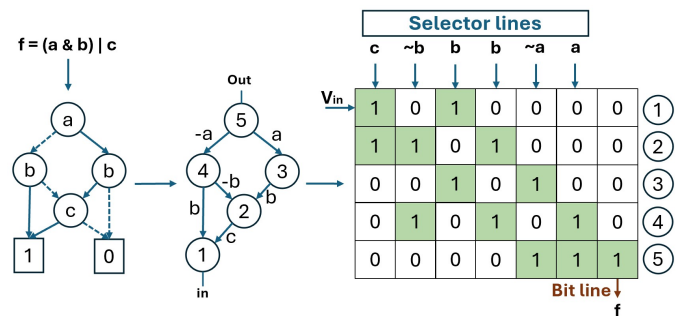 Selector lines
f = (a & b) | c
c ~b b b ~a a
Out
Vin
a
5
1 0 1 0 0 0 0 1
-a a
b b
4 3
1 1 0 1 0 0 0 2
-b
b b
0 0 1 0 1 0 0 3
c
2
c
0 1 0 1 0 1 0 4
1 0
1
0 0 0 0 1 1 1 5
in
Bit line
f